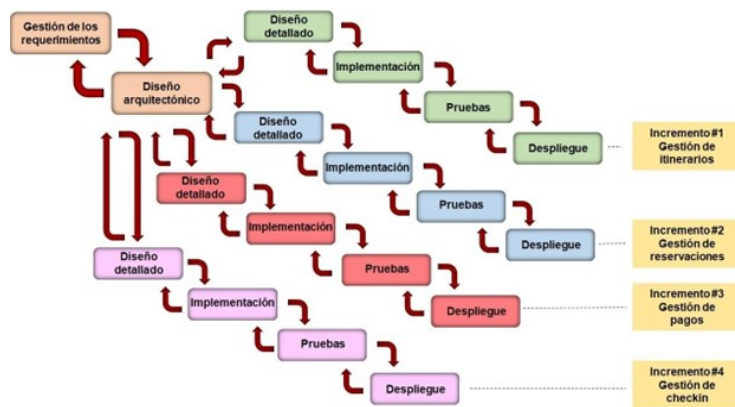 Gestión de los
requerimientos
Diseño
arquitectónico
Diseño
detallado
Implementación
Pruebas
Despliegue
Incremento #1
Gestión de
itinerarios
Diseño
detallado
Implementación
Pruebas
Despliegue
Incremento #2
Gestión de
reservaciones
Diseño
detallado
Implementación
Pruebas
Despliegue
Incremento #3
Gestión de
pagos
Diseño
detallado
Implementación
Pruebas
Despliegue
Incremento #4
Gestión de
checkin